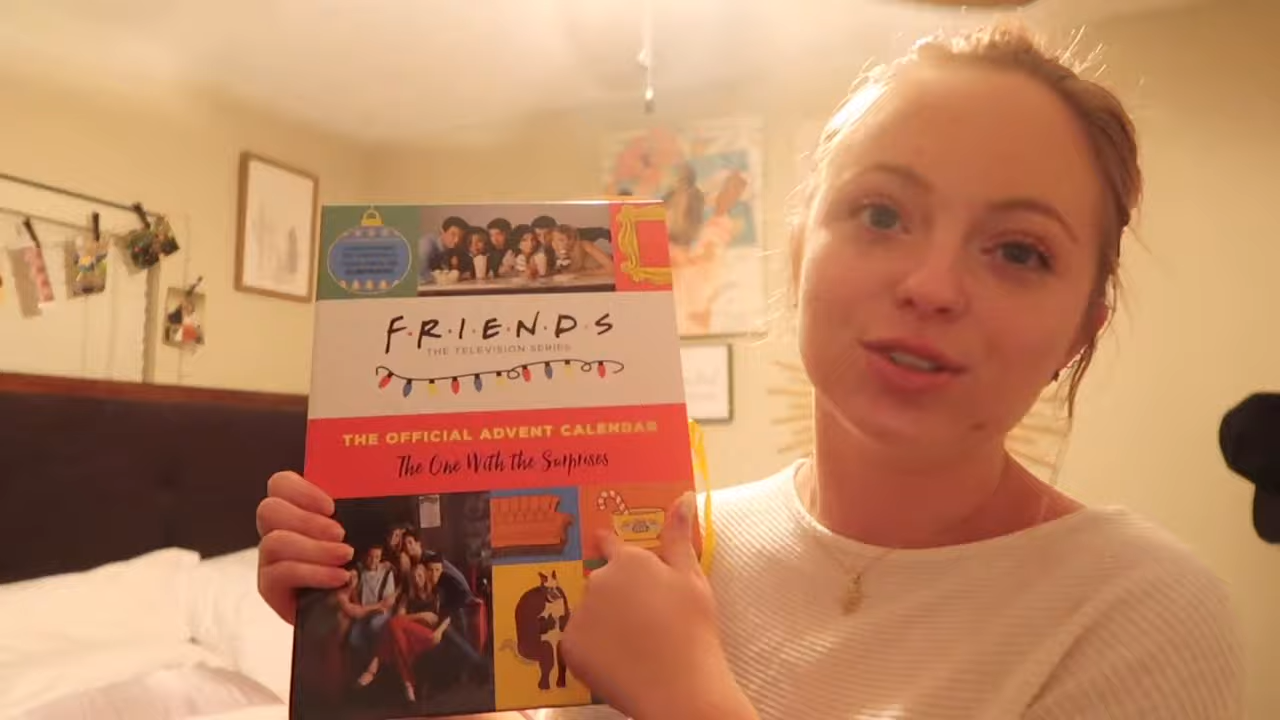 F·R·I·E·N·D·S
THE TELEVISION SERIES
THE OFFICIAL ADVENT CALENDAR
The One With the Surprises